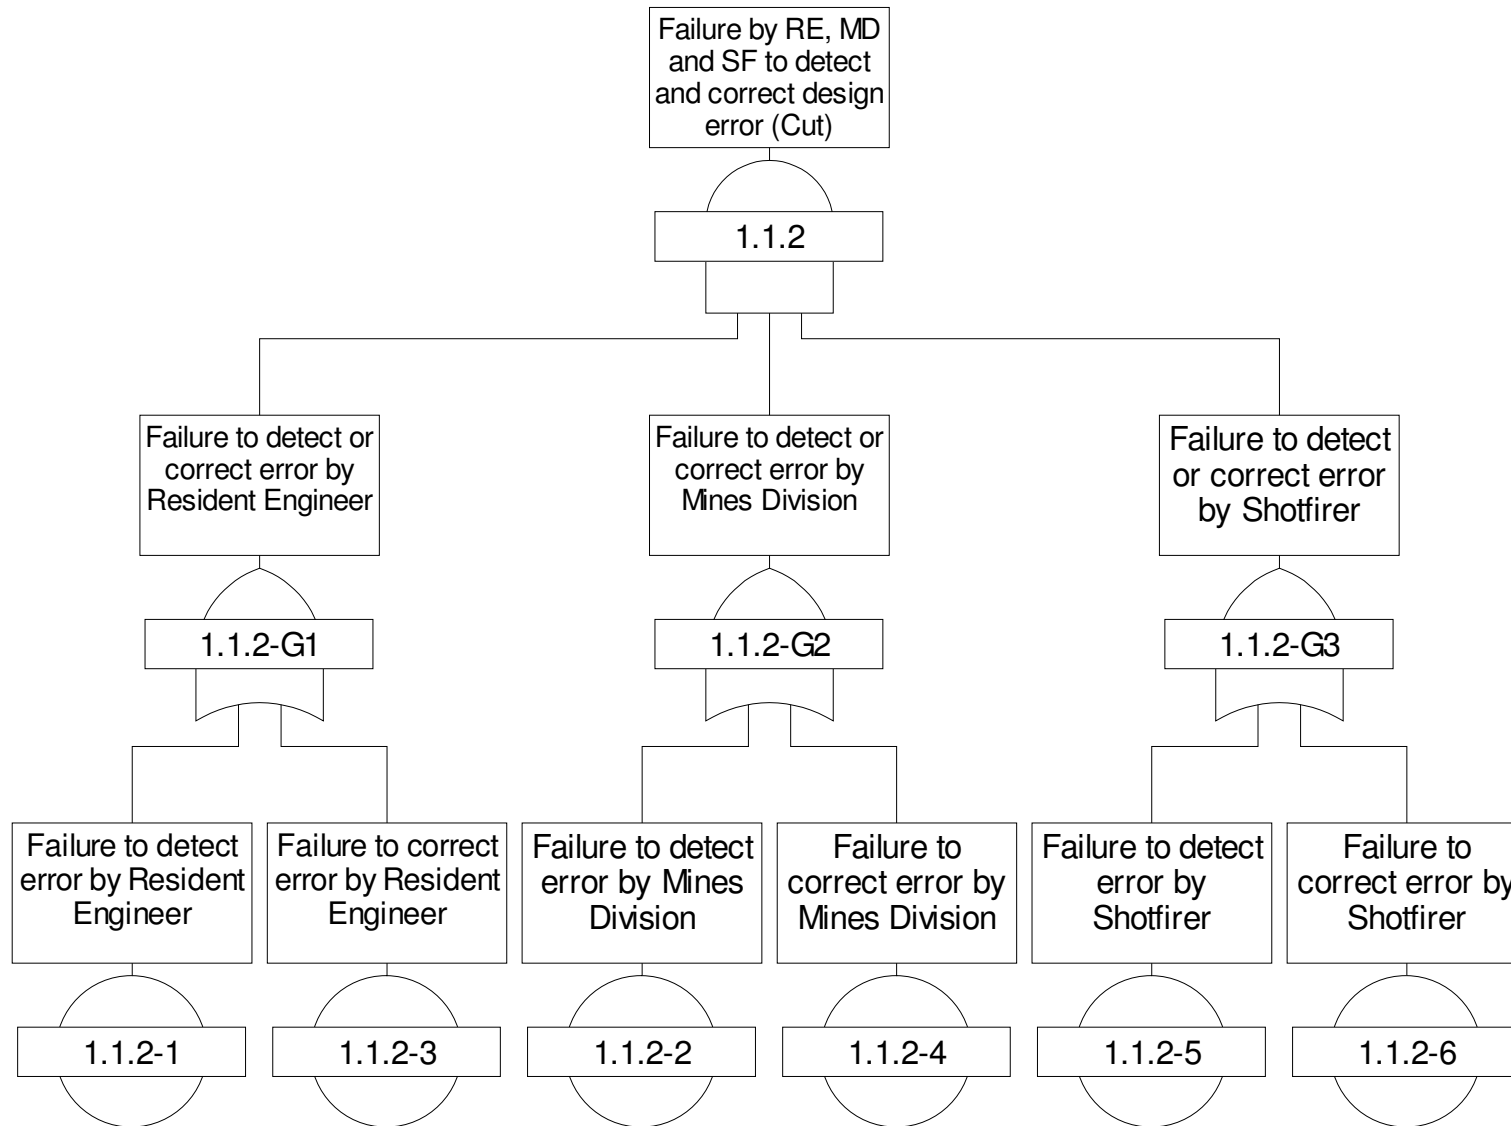 Failure by RE, MD
and SF to detect
and correct design
error (Cut)
1.1.2
Failure to detect or
correct error by
Resident Engineer
Failure to detect or
correct error by
Mines Division
Failure to detect
or correct error
by Shotfirer
1.1.2-G1
1.1.2-G2
1.1.2-G3
Failure to detect
error by Resident
Engineer
Failure to correct
error by Resident
Engineer
Failure to detect
error by Mines
Division
Failure to
correct error by
Mines Division
Failure to detect
error by
Shotfirer
Failure to
correct error by
Shotfirer
1.1.2-1
1.1.2-3
1.1.2-2
1.1.2-4
1.1.2-5
1.1.2-6